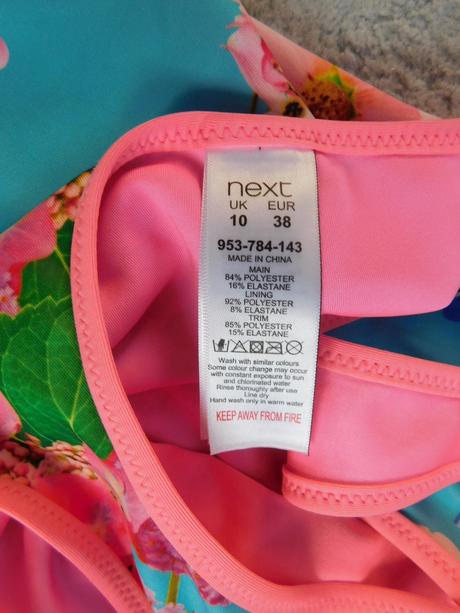 next
UK EUR
10 38
953-784-143
MADE IN CHINA
MAIN
84% POLYESTER
16% ELASTANE
LINING
92% POLYESTER
8% ELASTANE
TRIM
85% POLYESTER
15% ELASTANE
Wash with similar colours
Some colour change may occur
with constant exposure to sun
and chlorinated water
Rinse thoroughly after use
Line dry
Hand wash only in warm water
KEEP AWAY FROM FIRE